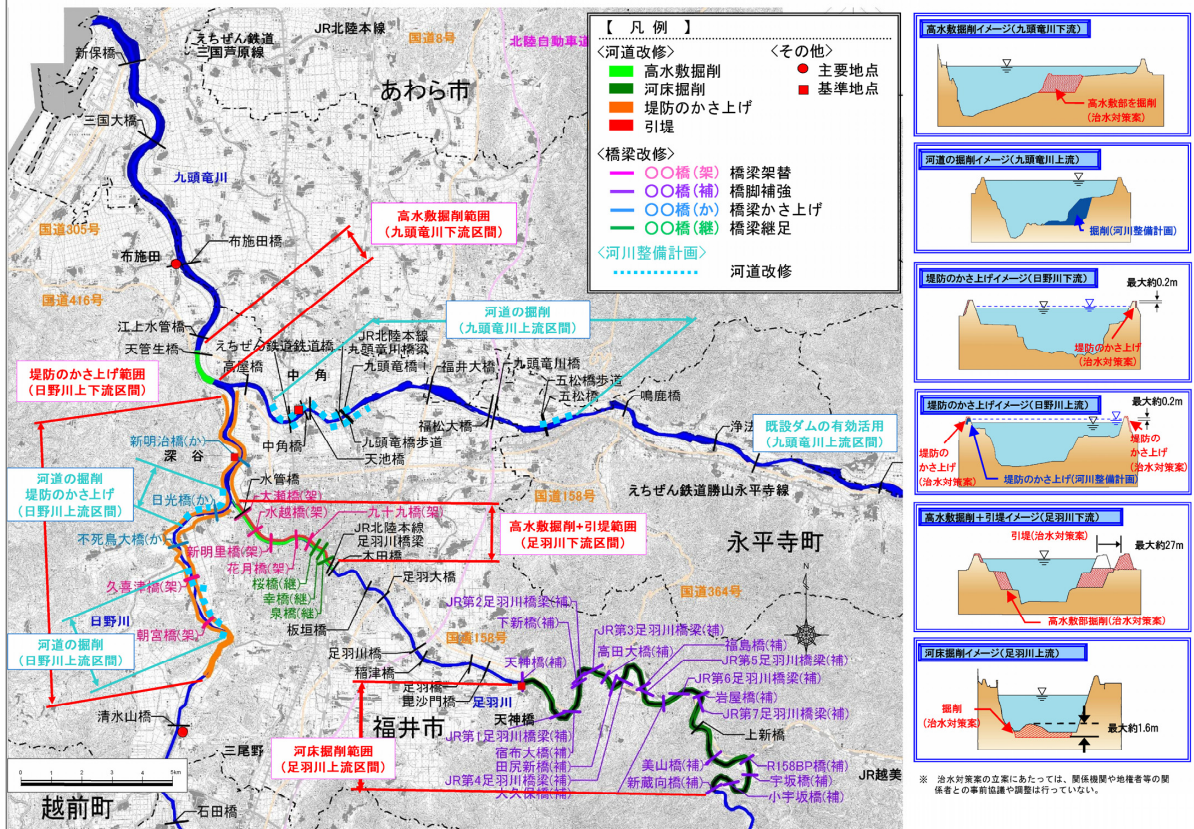 JR北陸本線
えちぜん鉄道
三国芦原線
国道8号
北陸自動車道
新保橋
あわら市
三国大橋
九頭竜川
国道305号
高水敷掘削範囲
(九頭竜川下流区間)
布施田橋
布施田
国道416号
江上水管橋
天菅生橋
えちぜん鉄道鉄道橋
高屋橋
中角
JR北陸本線
九頭竜川橋梁
九頭竜橋
河道の掘削
(九頭竜川上流区間)
福井大橋
九頭竜川橋
五松橋歩道
五松橋
鳴鹿橋
堤防のかさ上げ範囲
(日野川上下流区間)
中角橋
天池橋
九頭竜橋歩道
福松大橋
既設ダムの有効活用
(九頭竜川上流区間)
浄法
新明治橋(か)
深谷
水管橋
えちぜん鉄道勝山永平寺線
国道158号
河道の掘削
堤防のかさ上げ
(日野川下流区間)
日光橋(か)
大瀬橋(架)
水越橋(架)
九十九橋(架)
JR北陸本線
足羽川橋梁
木田橋
高水敷掘削+引堤範囲
(足羽川下流区間)
永平寺町
不死鳥大橋(か)
新明里橋(架)
花月橋(架)
桜橋(継)
幸橋(継)
泉橋(継)
足羽大橋
国道364号
久喜津橋(架)
日野川
朝宮橋(架)
河道の掘削
(日野川上流区間)
板垣橋
足羽川橋
稲津橋
足羽橋
毘沙門橋
足羽川
国道158号
JR第2足羽川橋梁(補)
下新橋(補)
天神橋(補)
JR第3足羽川橋梁(補)
高田大橋(補)
福島橋(補)
JR第5足羽川橋梁(補)
JR第6足羽川橋梁(補)
岩屋橋(補)
JR第7足羽川橋梁(補)
上新橋
天神橋
福井市
清水山橋
三尾野
河床掘削範囲
(足羽川上流区間)
JR第1足羽川橋梁(補)
宿布大橋(補)
田尻新橋(補)
JR第4足羽川橋梁(補)
大久保橋(補)
美山橋(補)
新蔵向橋(補)
R158BP橋(補)
宇坂橋(補)
小宇坂橋(補)
JR越美
N
0
5km
越前町
石田橋
【 凡 例 】
<河道改修>
高水敷掘削
河床掘削
堤防のかさ上げ
引堤
<その他>
主要地点
基準地点
<橋梁改修>
〇〇橋(架) 橋梁架替
〇〇橋(補) 橋脚補強
〇〇橋(か) 橋梁かさ上げ
〇〇橋(継) 橋梁継足
<河川整備計画>
河道改修
高水敷掘削イメージ(九頭竜川下流)
高水敷部を掘削
(治水対策案)
河道の掘削イメージ(九頭竜川上流)
掘削(河川整備計画)
堤防のかさ上げイメージ(日野川下流)
最大約0.2m
堤防のかさ上げ
(治水対策案)
堤防のかさ上げイメージ(日野川上流)
最大約0.2m
堤防の
かさ上げ
(治水対策案)
堤防の
かさ上げ
(治水対策案)
堤防のかさ上げ(河川整備計画)
高水敷掘削+引堤イメージ(足羽川下流)
引堤(治水対策案)
最大約27m
高水敷部掘削(治水対策案)
河床掘削イメージ(足羽川上流)
掘削
(治水対策案)
最大約1.6m
※ 治水対策案の立案にあたっては、関係機関や地権者等の関
係者との事前協議や調整は行っていない。